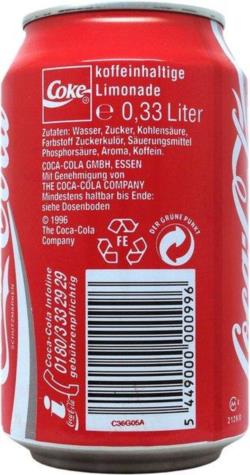 Coke
koffeinhaltige
Limonade
e 0,33 Liter
Zutaten: Wasser, Zucker, Kohlensäure,
Farbstoff Zuckerkulör, Säuerungsmittel
Phosphorsäure, Aroma, Koffein.
COCA-COLA GMBH, ESSEN
Mit Genehmigung von
THE COCA-COLA COMPANY
Mindestens haltbar bis Ende:
siehe Dosenboden
© 1996
The Coca-Cola
Company
FE
DER GRÜNE PUNKT
Coca-Cola Infoline
0180/3 33 29 29
gebührenpflichtig
5 449000 000996
C36G05A
SCHUTZMARKEN